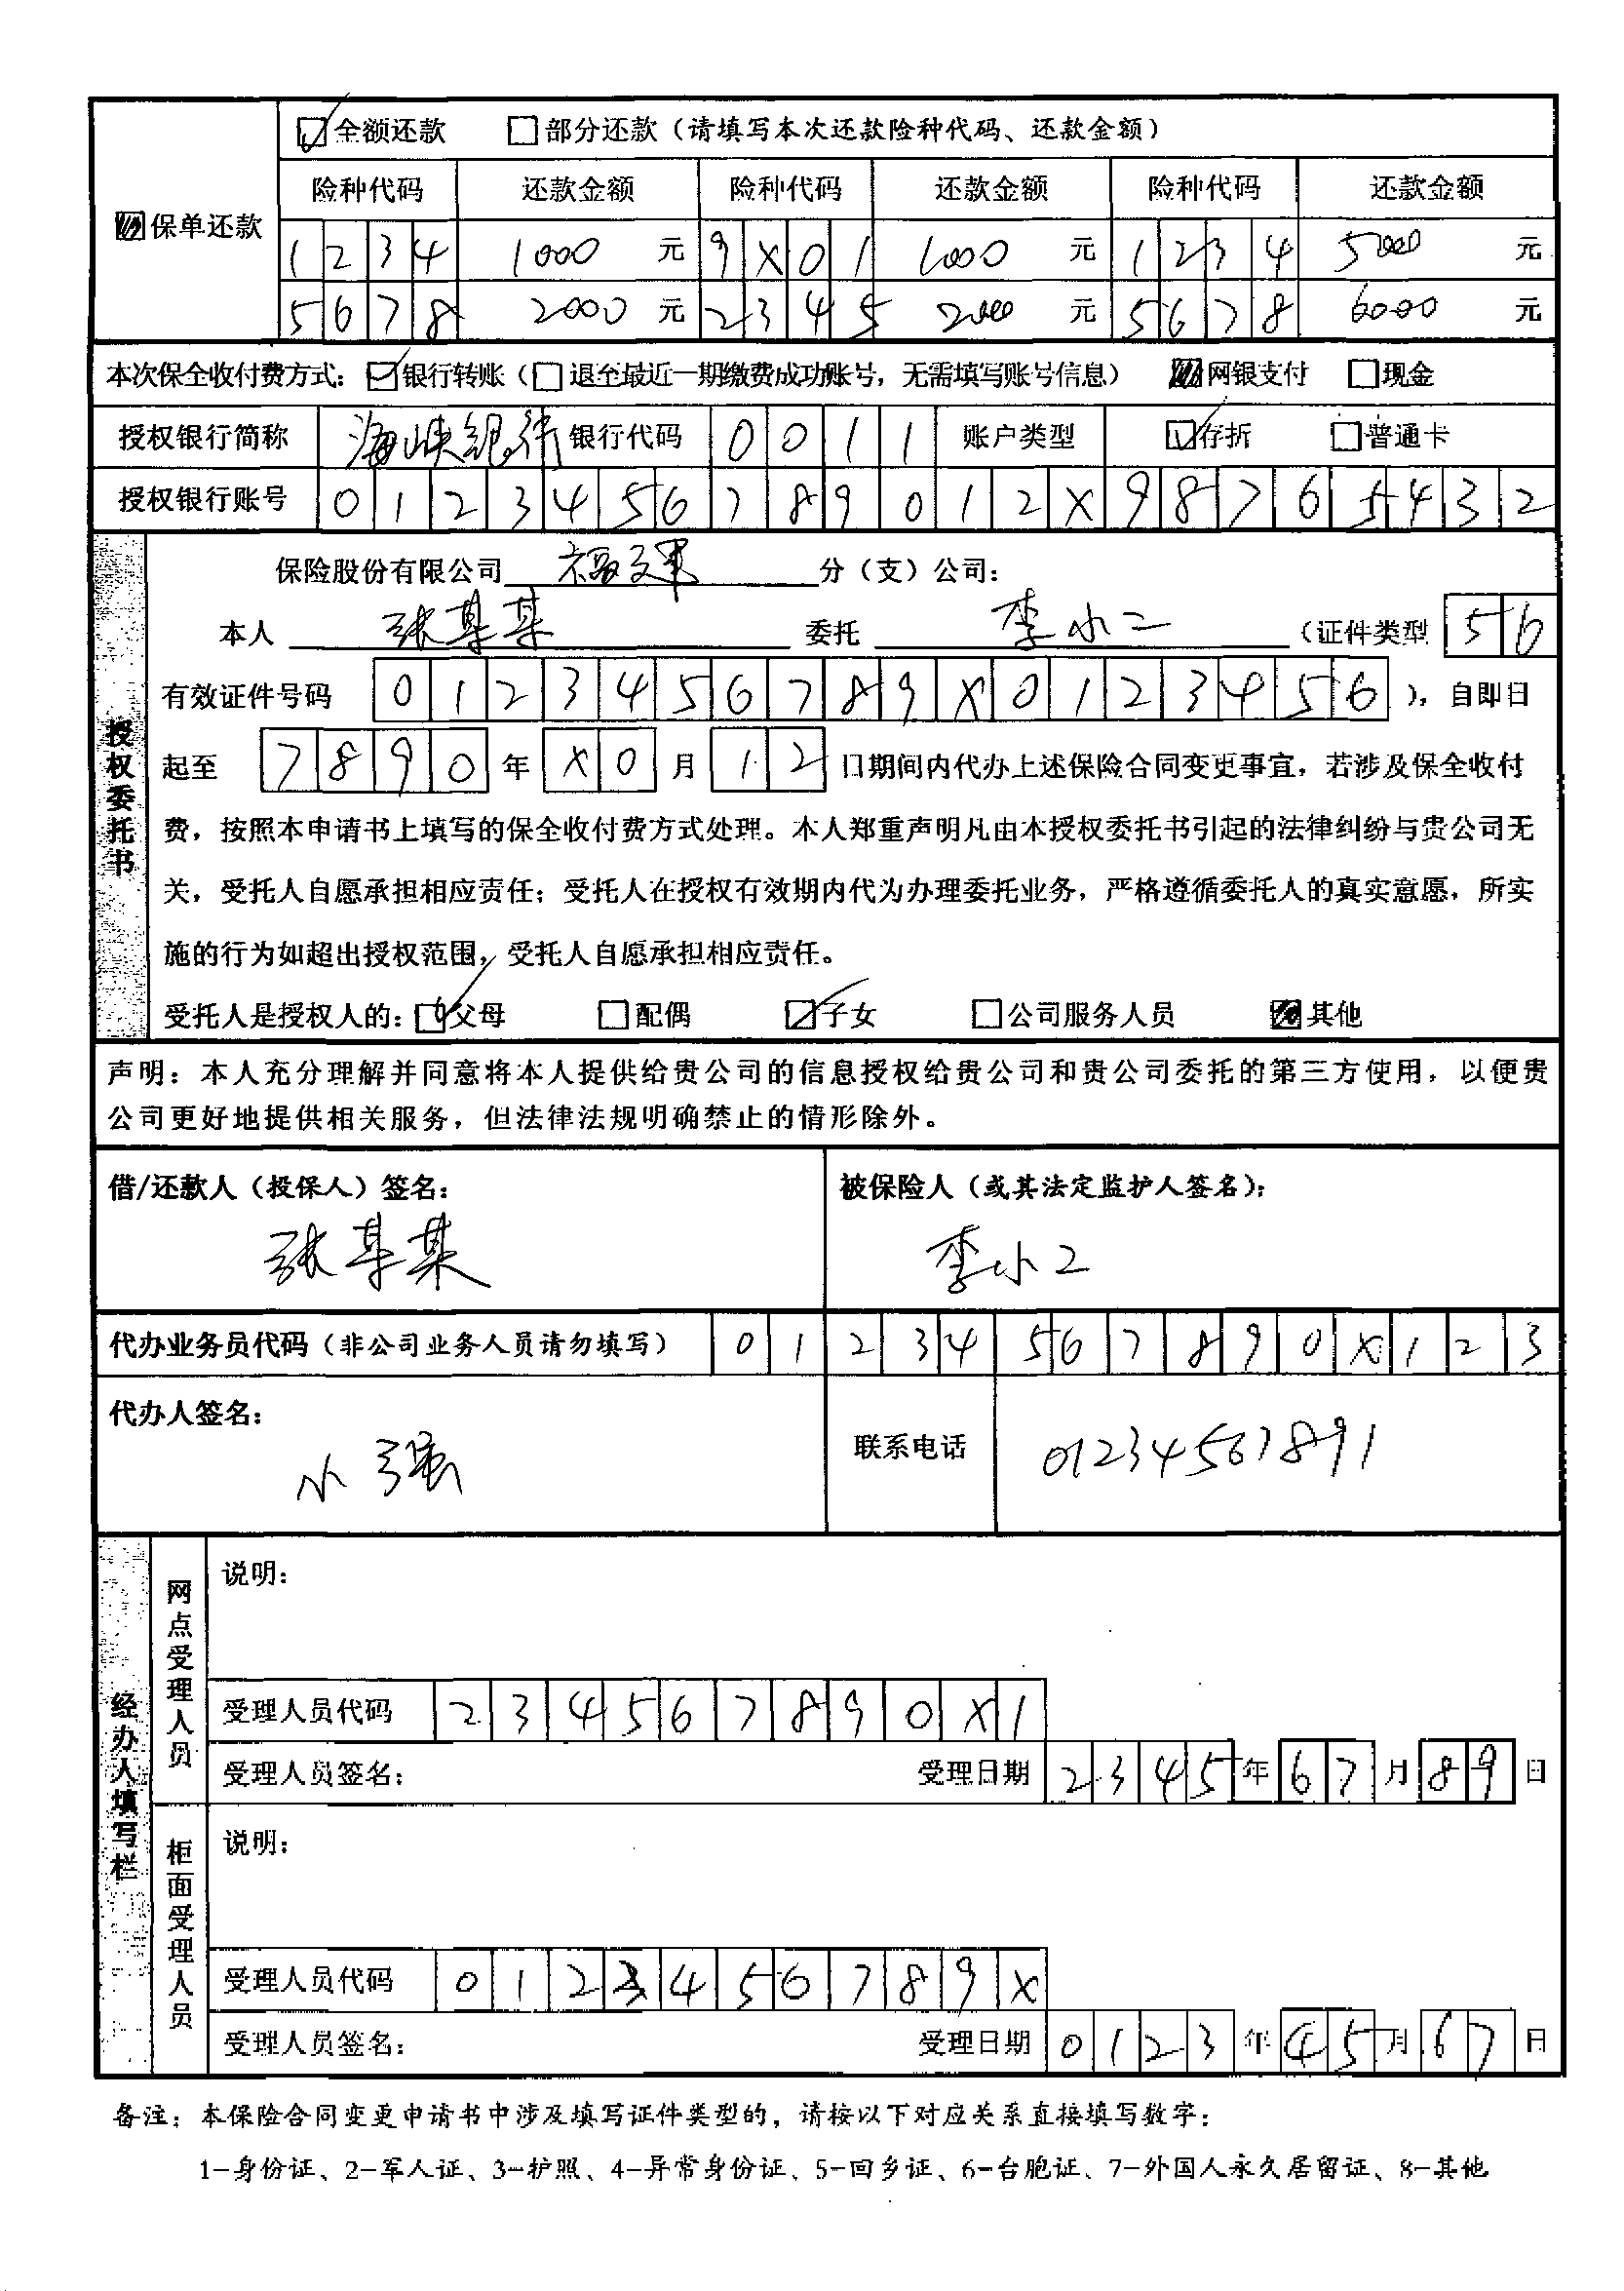 ☑全额还款 □部分还款（请填写本次还款险种代码、还款金额）
险种代码 还款金额 险种代码 还款金额 险种代码 还款金额
保单还款
1234 1000 元 9X01 1000 元 1234 5000 元
5678 2000 元 2345 2000 元 5678 6000 元
本次保全收付费方式：☑银行转账（□退至最近一期缴费成功账号，无需填写账号信息） ■网银支付 □现金
授权银行简称 海峡银行 银行代码 0011 账户类型 ☑存折 □普通卡
授权银行账号 0123456789012X98765432
保险股份有限公司 福建 分（支）公司：
本人 张某某 委托 李小二 （证件类型 56
有效证件号码 0123456789X0123456 ），自即日
起至 7890 年 X0 月 12 日期间内代办上述保险合同变更事宜，若涉及保全收付
费，按照本申请书上填写的保全收付费方式处理。本人郑重声明凡由本授权委托书引起的法律纠纷与贵公司无
关，受托人自愿承担相应责任；受托人在授权有效期内代为办理委托业务，严格遵循委托人的真实意愿，所实
施的行为如超出授权范围，受托人自愿承担相应责任。
受托人是授权人的：☑父母 □配偶 ☑子女 □公司服务人员 ■其他
授权委托书
声明：本人充分理解并同意将本人提供给贵公司的信息授权给贵公司和贵公司委托的第三方使用，以便贵
公司更好地提供相关服务，但法律法规明确禁止的情形除外。
借/还款人（投保人）签名： 被保险人（或其法定监护人签名）：
张某某 李小2
代办业务员代码（非公司业务人员请勿填写） 01234567890X123
代办人签名：
小强 联系电话 01234567891
经办人填写栏
网点受理人员
说明：
受理人员代码 234567890X1
受理人员签名： 受理日期 2345 年 67 月 89 日
柜面受理人员
说明：
受理人员代码 0123456789X
受理人员签名： 受理日期 0123 年 45 月 67 日
备注：本保险合同变更申请书中涉及填写证件类型的，请按以下对应关系直接填写数字：
1-身份证、2-军人证、3-护照、4-异常身份证、5-回乡证、6-台胞证、7-外国人永久居留证、8-其他